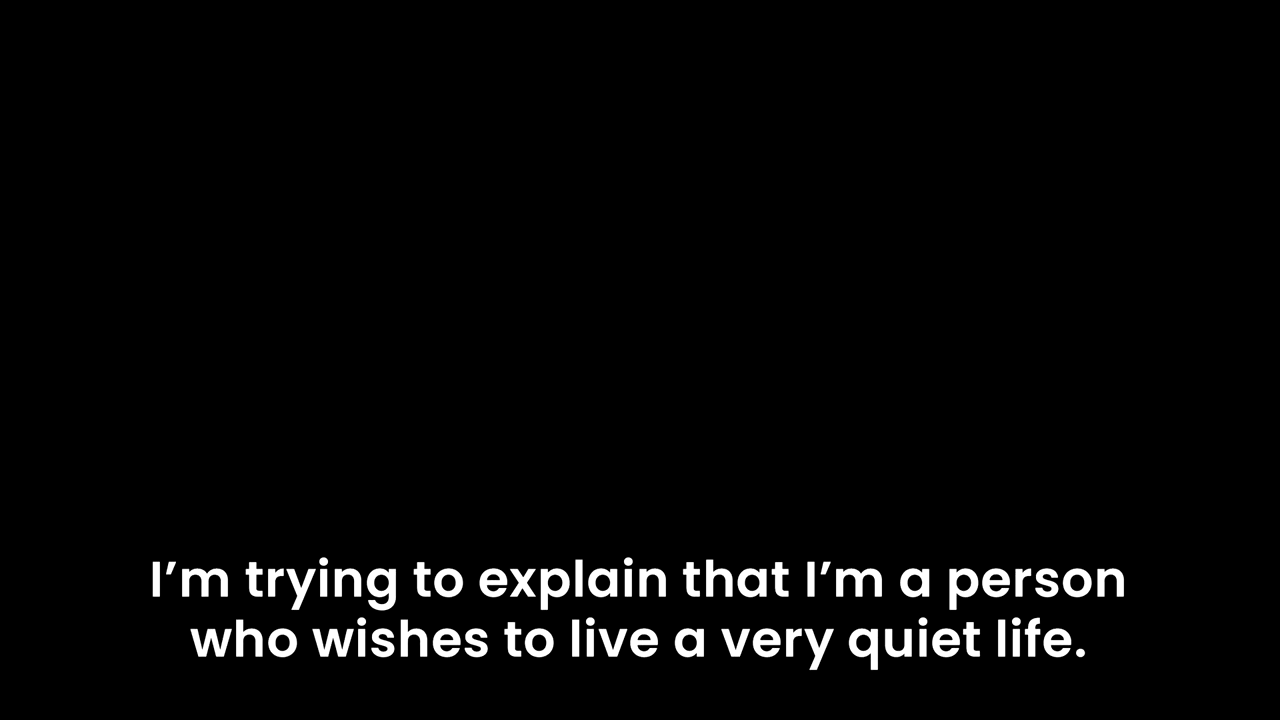 I’m trying to explain that I’m a person
who wishes to live a very quiet life.